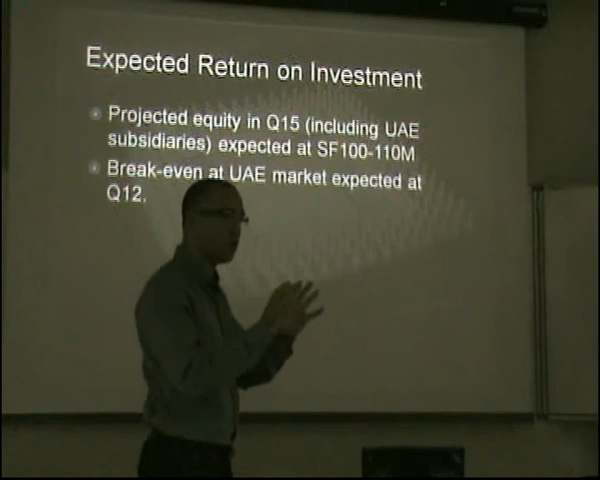 Expected Return on Investment
Projected equity in Q15 (including UAE
subsidiaries) expected at SF100-110M
Break-even at UAE market expected at
Q12.